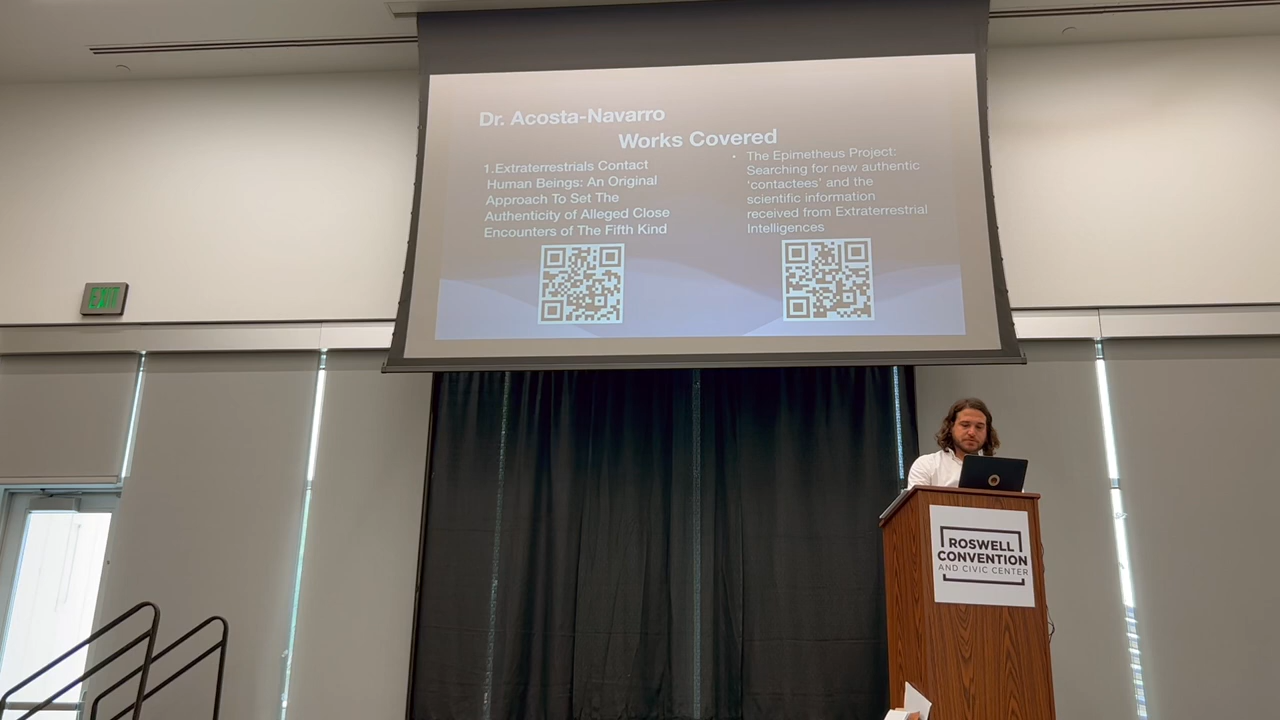 Dr. Acosta-Navarro
Works Covered
1.Extraterrestrials Contact
Human Beings: An Original
Approach To Set The
Authenticity of Alleged Close
Encounters of The Fifth Kind
• The Epimetheus Project:
Searching for new authentic
'contactees' and the
scientific information
received from Extraterrestrial
Intelligences
EXIT
ROSWELL
CONVENTION
AND CIVIC CENTER